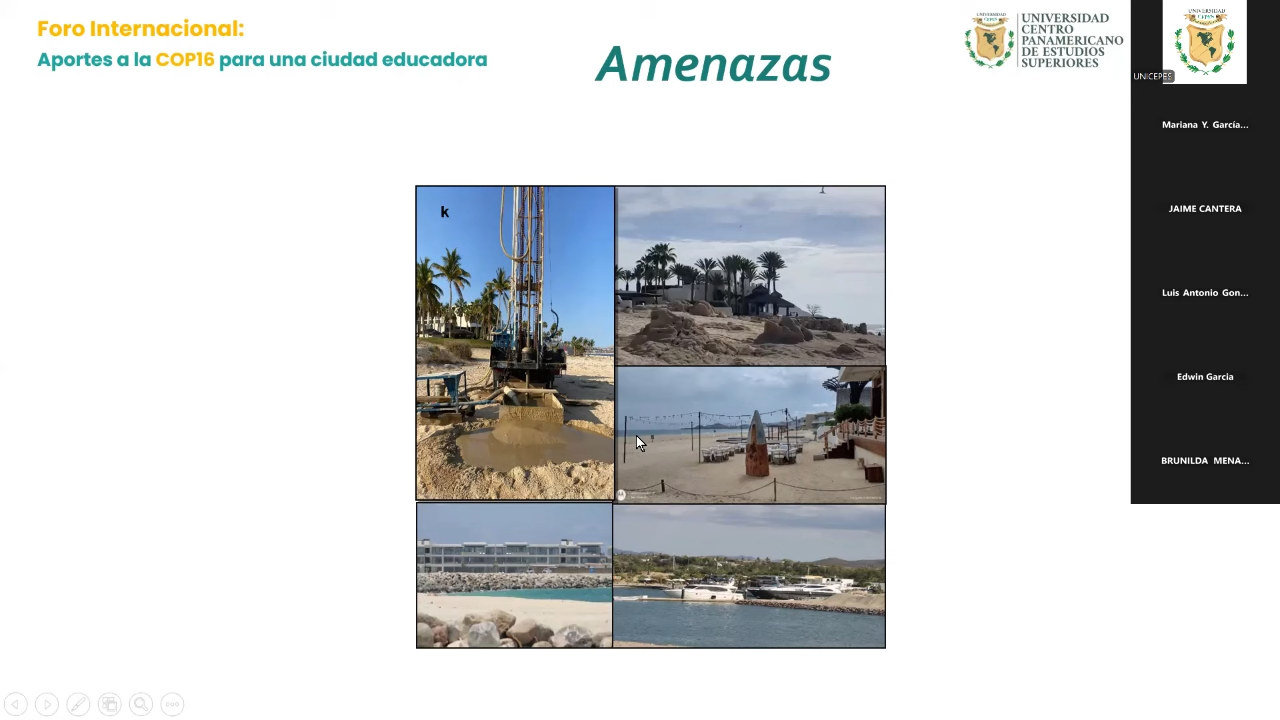 Foro Internacional:
Aportes a la COP16 para una ciudad educadora
Amenazas
UNIVERSIDAD
CENTRO
PANAMERICANO
DE ESTUDIOS
SUPERIORES
UNIVERSIDAD
UNICEPES
Mariana Y. García...
JAIME CANTERA
Luis Antonio Gon...
Edwin Garcia
BRUNILDA MENA...
k